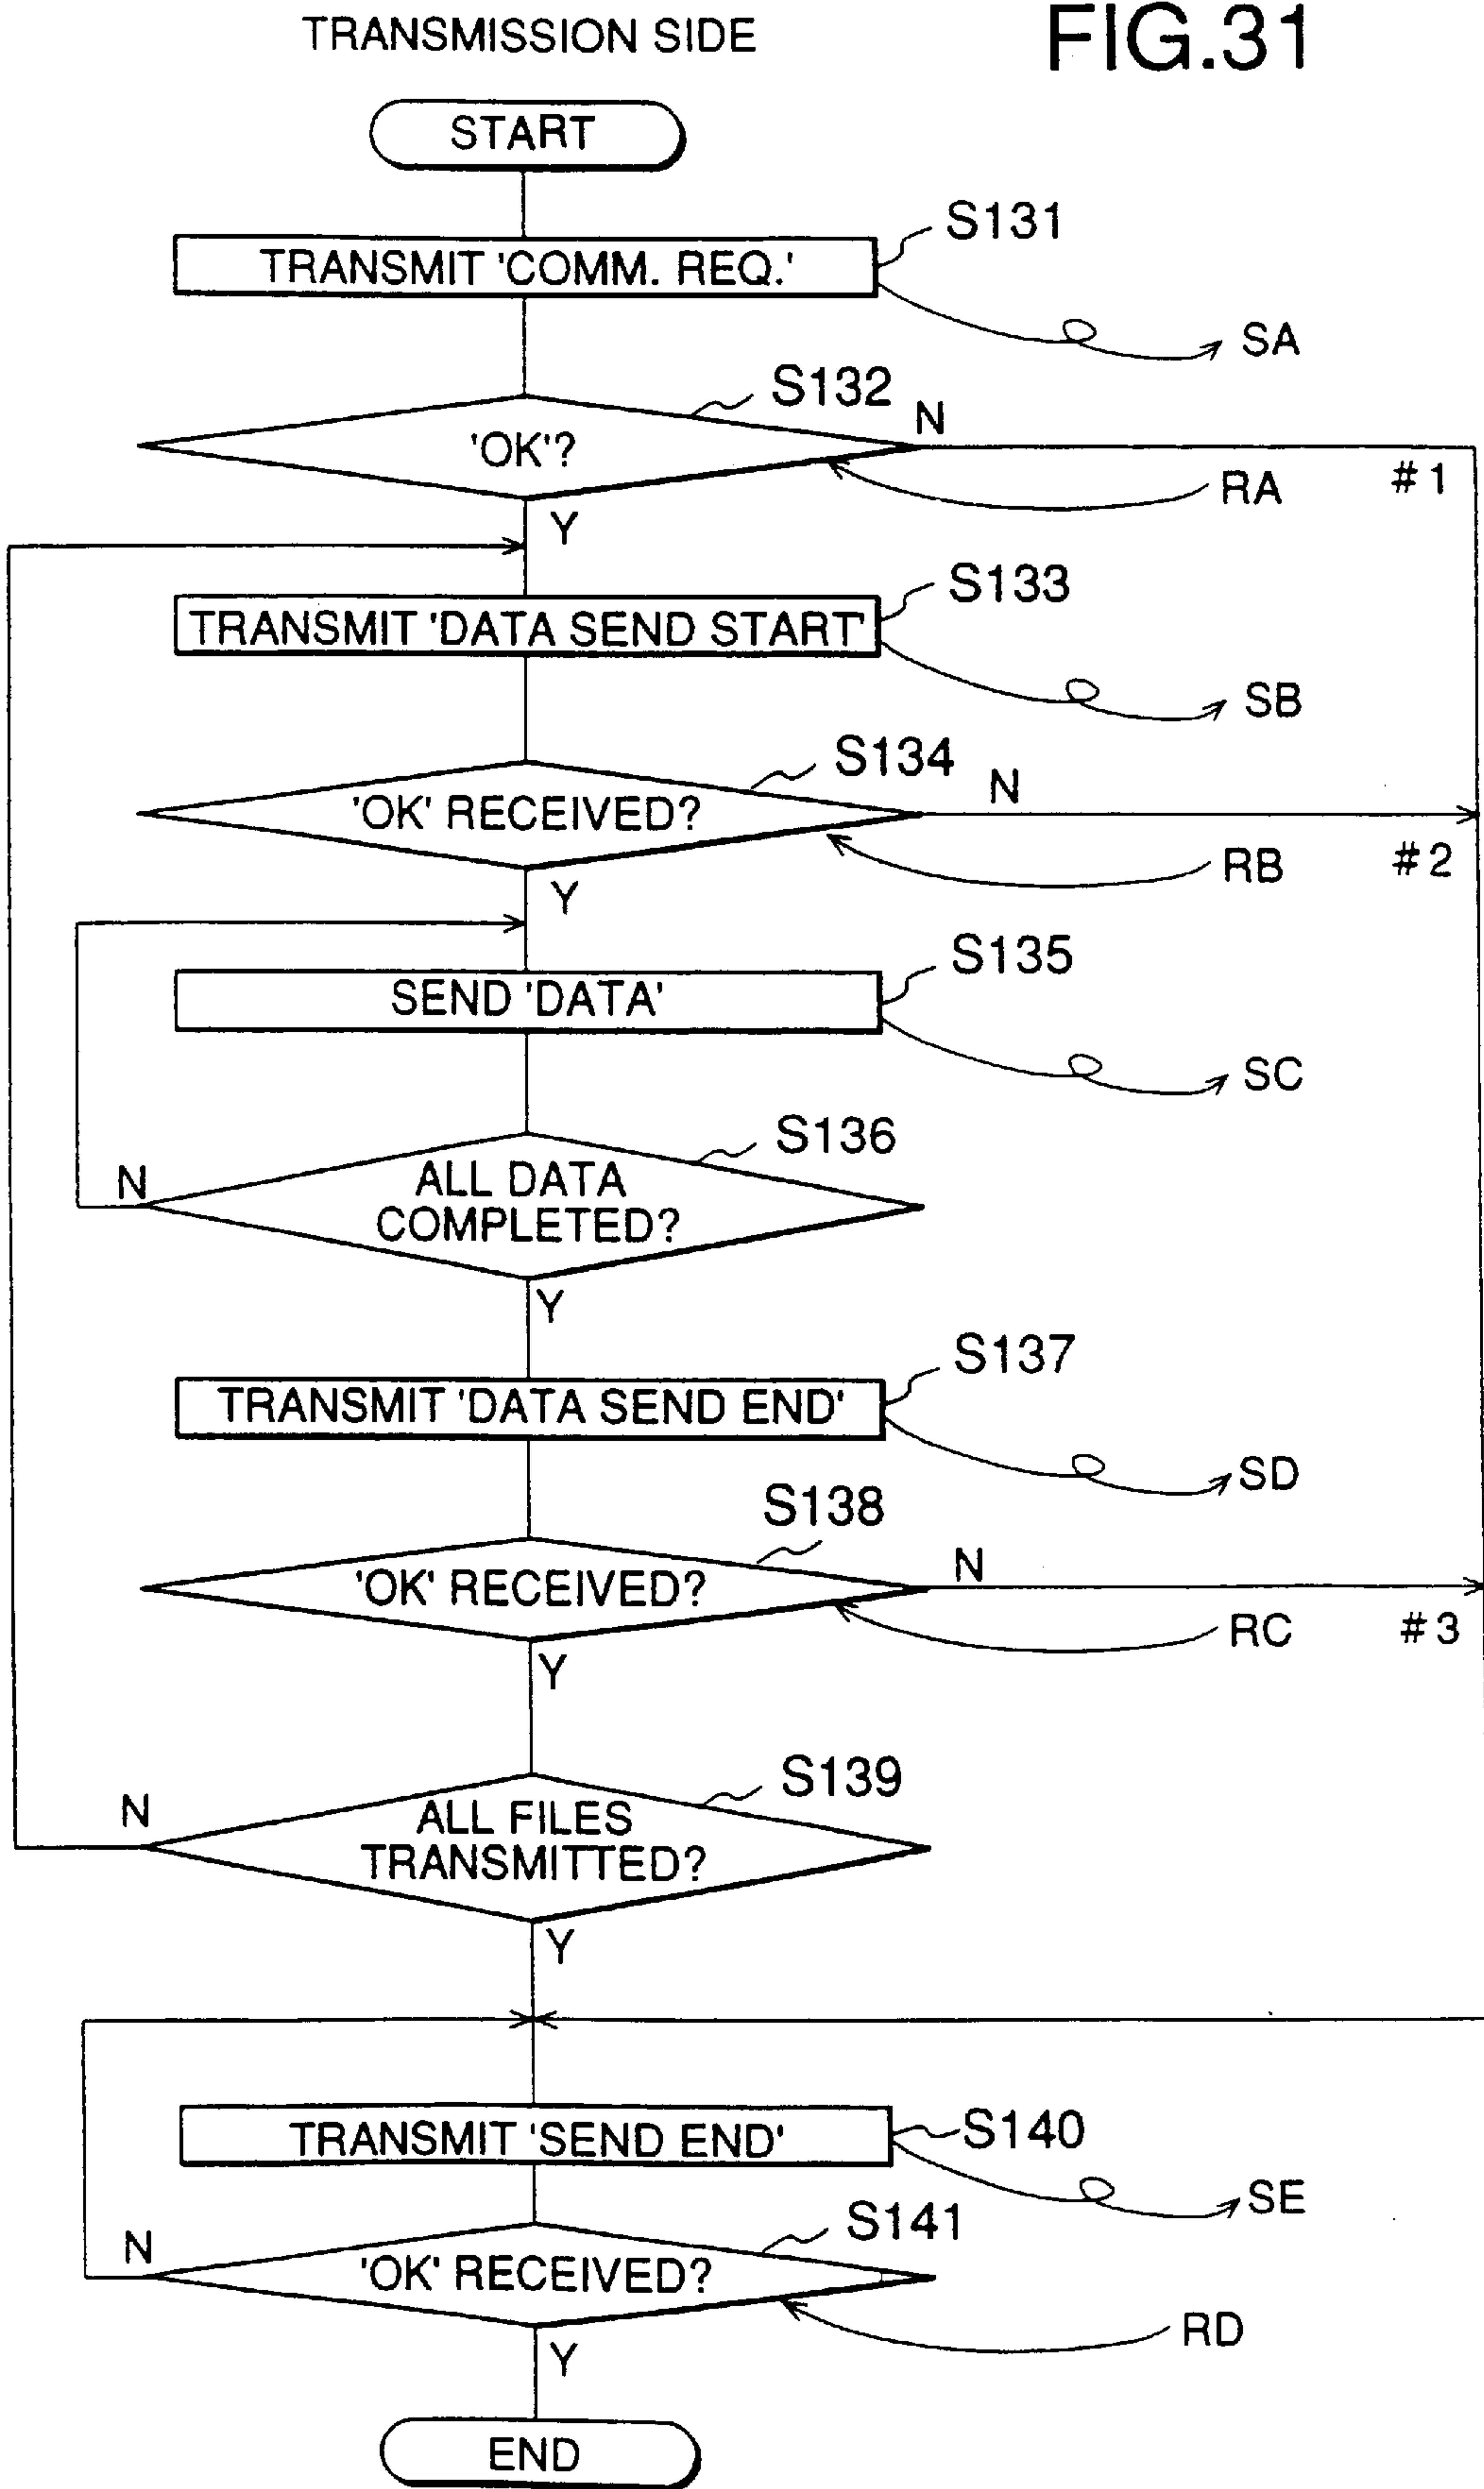 TRANSMISSION SIDE
FIG.31
START
S131
TRANSMIT 'COMM. REQ.'
SA
S132
N
'OK'?
RA
#1
Y
S133
TRANSMIT 'DATA SEND START'
SB
S134
N
'OK' RECEIVED?
RB
#2
Y
S135
SEND 'DATA'
SC
S136
N
ALL DATA
COMPLETED?
Y
S137
TRANSMIT 'DATA SEND END'
SD
S138
N
'OK' RECEIVED?
RC
#3
Y
S139
N
ALL FILES
TRANSMITTED?
Y
S140
TRANSMIT 'SEND END'
SE
S141
N
'OK' RECEIVED?
RD
Y
END